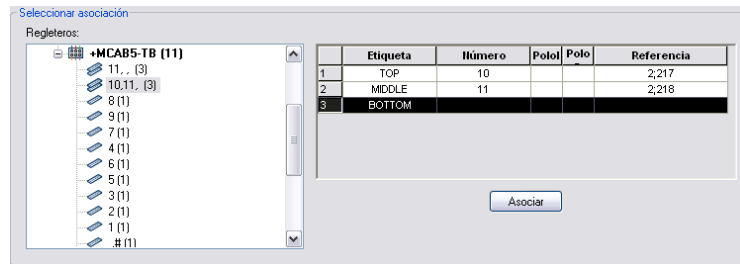 Seleccionar asociación
Regleteros:
+MCAB5-TB (11)
11, , (3)
10,11, (3)
8 (1)
9 (1)
7 (1)
4 (1)
6 (1)
5 (1)
3 (1)
2 (1)
1 (1)
.# (1)
Etiqueta Número Polol Polo Referencia
1 TOP 10 2;217
2 MIDDLE 11 2;218
3 BOTTOM
Asociar